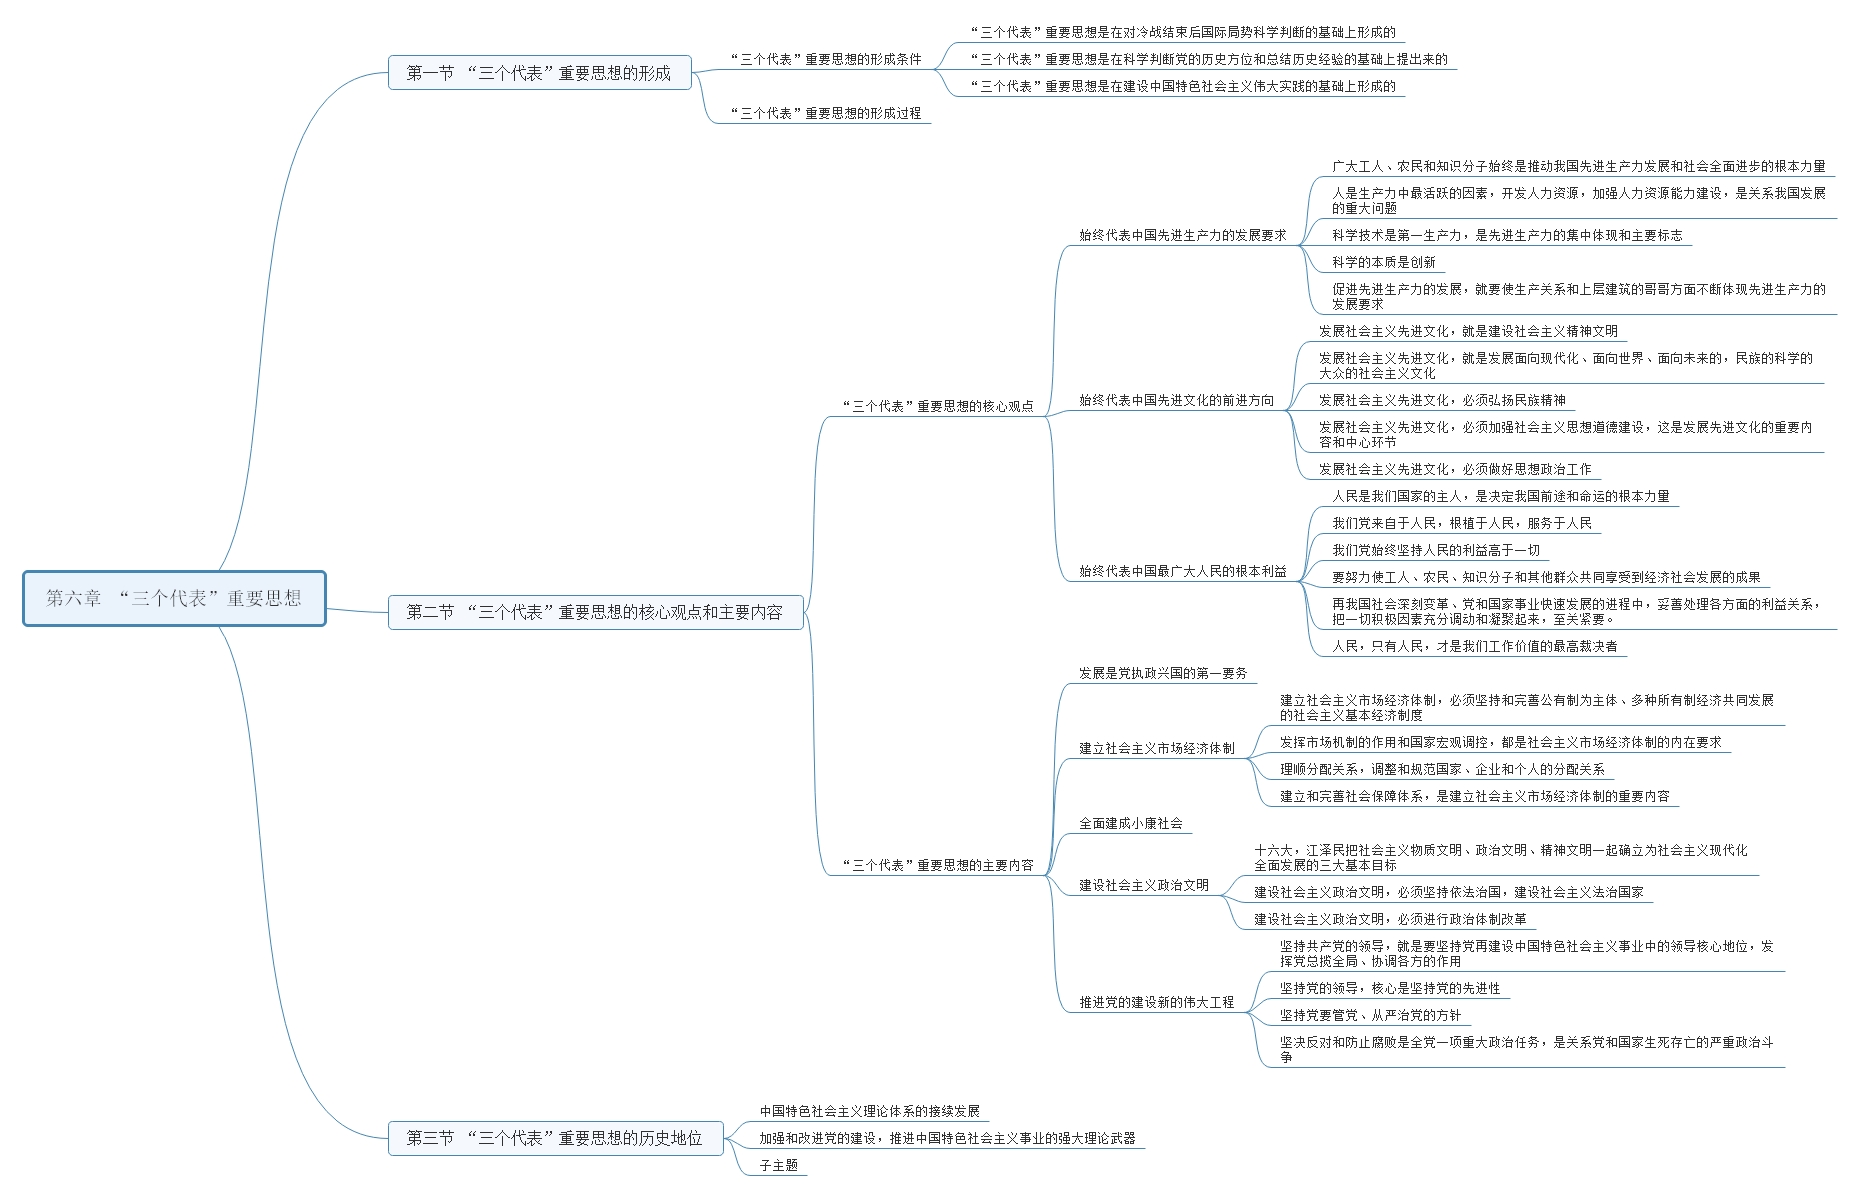 第六章 “三个代表”重要思想
第一节 “三个代表”重要思想的形成
“三个代表”重要思想的形成条件
“三个代表”重要思想是在对冷战结束后国际局势科学判断的基础上形成的
“三个代表”重要思想是在科学判断党的历史方位和总结历史经验的基础上提出来的
“三个代表”重要思想是在建设中国特色社会主义伟大实践的基础上形成的
“三个代表”重要思想的形成过程
第二节 “三个代表”重要思想的核心观点和主要内容
“三个代表”重要思想的核心观点
始终代表中国先进生产力的发展要求
广大工人、农民和知识分子始终是推动我国先进生产力发展和社会全面进步的根本力量
人是生产力中最活跃的因素，开发人力资源，加强人力资源能力建设，是关系我国发展
的重大问题
科学技术是第一生产力，是先进生产力的集中体现和主要标志
科学的本质是创新
促进先进生产力的发展，就要使生产关系和上层建筑的哥哥方面不断体现先进生产力的
发展要求
始终代表中国先进文化的前进方向
发展社会主义先进文化，就是建设社会主义精神文明
发展社会主义先进文化，就是发展面向现代化、面向世界、面向未来的，民族的科学的
大众的社会主义文化
发展社会主义先进文化，必须弘扬民族精神
发展社会主义先进文化，必须加强社会主义思想道德建设，这是发展先进文化的重要内
容和中心环节
发展社会主义先进文化，必须做好思想政治工作
始终代表中国最广大人民的根本利益
人民是我们国家的主人，是决定我国前途和命运的根本力量
我们党来自于人民，根植于人民，服务于人民
我们党始终坚持人民的利益高于一切
要努力使工人、农民、知识分子和其他群众共同享受到经济社会发展的成果
再我国社会深刻变革、党和国家事业快速发展的进程中，妥善处理各方面的利益关系，
把一切积极因素充分调动和凝聚起来，至关紧要。
人民，只有人民，才是我们工作价值的最高裁决者
“三个代表”重要思想的主要内容
发展是党执政兴国的第一要务
建立社会主义市场经济体制
建立社会主义市场经济体制，必须坚持和完善公有制为主体、多种所有制经济共同发展
的社会主义基本经济制度
发挥市场机制的作用和国家宏观调控，都是社会主义市场经济体制的内在要求
理顺分配关系，调整和规范国家、企业和个人的分配关系
建立和完善社会保障体系，是建立社会主义市场经济体制的重要内容
全面建成小康社会
建设社会主义政治文明
十六大，江泽民把社会主义物质文明、政治文明、精神文明一起确立为社会主义现代化
全面发展的三大基本目标
建设社会主义政治文明，必须坚持依法治国，建设社会主义法治国家
建设社会主义政治文明，必须进行政治体制改革
推进党的建设新的伟大工程
坚持共产党的领导，就是要坚持党再建设中国特色社会主义事业中的领导核心地位，发
挥党总揽全局、协调各方的作用
坚持党的领导，核心是坚持党的先进性
坚持党要管党、从严治党的方针
坚决反对和防止腐败是全党一项重大政治任务，是关系党和国家生死存亡的严重政治斗
争
第三节 “三个代表”重要思想的历史地位
中国特色社会主义理论体系的接续发展
加强和改进党的建设，推进中国特色社会主义事业的强大理论武器
子主题